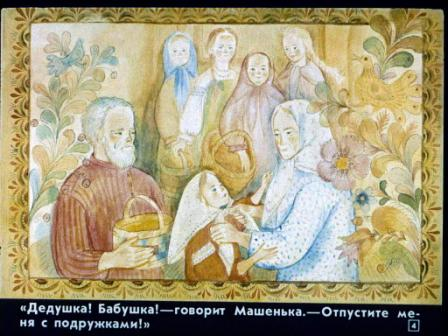 «Дедушка! Бабушка!—говорит Машенька.—Отпустите ме-
ня с подружками!»
4